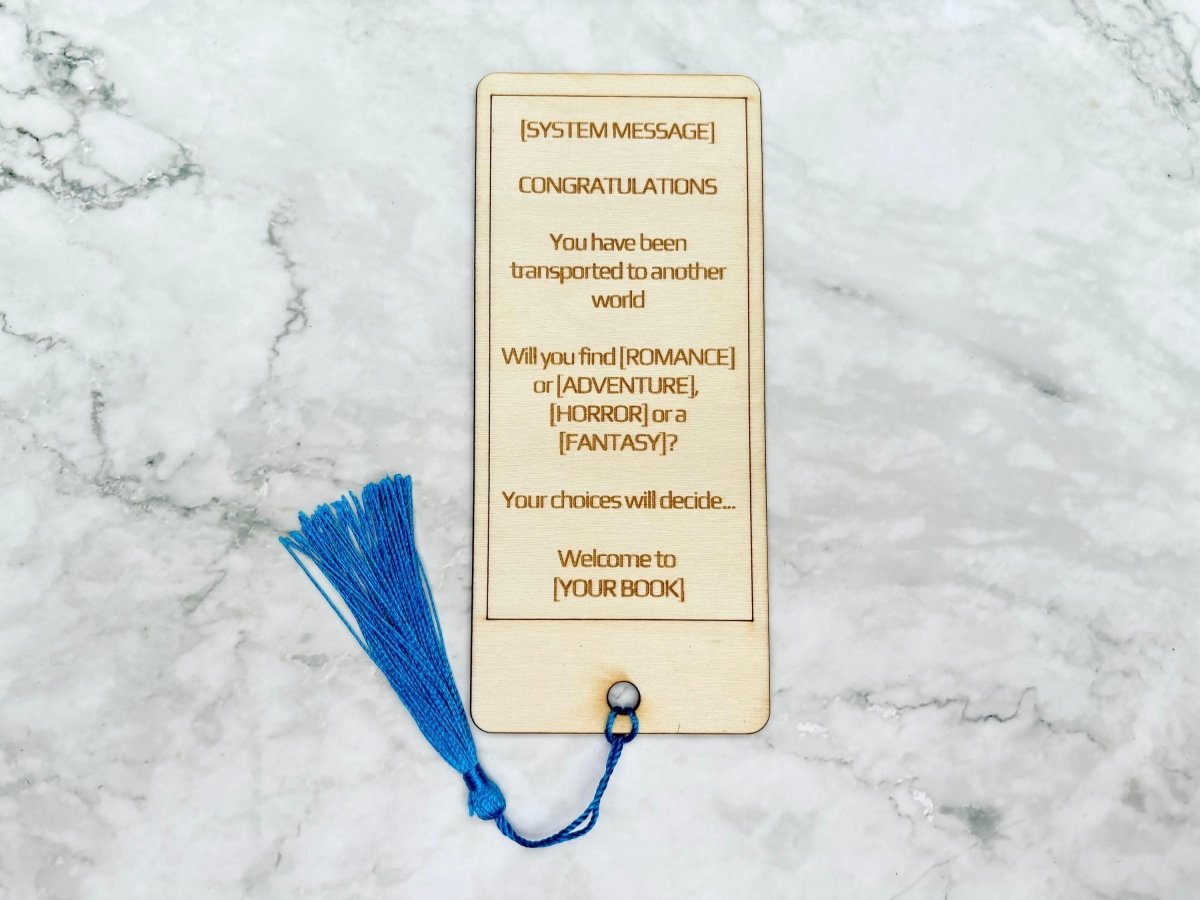 [SYSTEM MESSAGE]
CONGRATULATIONS
You have been
transported to another
world
Will you find [ROMANCE]
or [ADVENTURE],
[HORROR] or a
[FANTASY]?
Your choices will decide...
Welcome to
[YOUR BOOK]